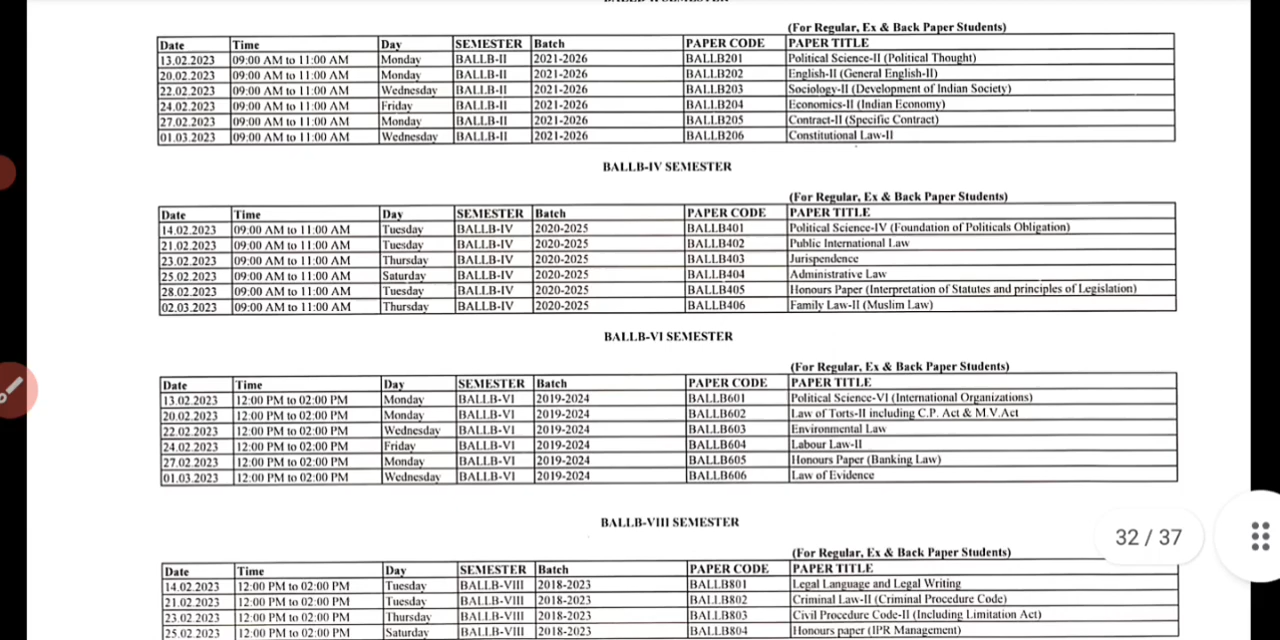 (For Regular, Ex & Back Paper Students)
Date Time Day SEMESTER Batch PAPER CODE PAPER TITLE
13.02.2023 09:00 AM to 11:00 AM Monday BALLB-II 2021-2026 BALLB201 Political Science-II (Political Thought)
20.02.2023 09:00 AM to 11:00 AM Monday BALLB-II 2021-2026 BALLB202 English-II (General English-II)
22.02.2023 09:00 AM to 11:00 AM Wednesday BALLB-II 2021-2026 BALLB203 Sociology-II (Development of Indian Society)
24.02.2023 09:00 AM to 11:00 AM Friday BALLB-II 2021-2026 BALLB204 Economics-II (Indian Economy)
27.02.2023 09:00 AM to 11:00 AM Monday BALLB-II 2021-2026 BALLB205 Contract-II (Specific Contract)
01.03.2023 09:00 AM to 11:00 AM Wednesday BALLB-II 2021-2026 BALLB206 Constitutional Law-II
BALLB-IV SEMESTER
(For Regular, Ex & Back Paper Students)
Date Time Day SEMESTER Batch PAPER CODE PAPER TITLE
14.02.2023 09:00 AM to 11:00 AM Tuesday BALLB-IV 2020-2025 BALLB401 Political Science-IV (Foundation of Politicals Obligation)
21.02.2023 09:00 AM to 11:00 AM Tuesday BALLB-IV 2020-2025 BALLB402 Public International Law
23.02.2023 09:00 AM to 11:00 AM Thursday BALLB-IV 2020-2025 BALLB403 Jurispendence
25.02.2023 09:00 AM to 11:00 AM Saturday BALLB-IV 2020-2025 BALLB404 Administrative Law
28.02.2023 09:00 AM to 11:00 AM Tuesday BALLB-IV 2020-2025 BALLB405 Honours Paper (Interpretation of Statutes and principles of Legislation)
02.03.2023 09:00 AM to 11:00 AM Thursday BALLB-IV 2020-2025 BALLB406 Family Law-II (Muslim Law)
BALLB-VI SEMESTER
(For Regular, Ex & Back Paper Students)
Date Time Day SEMESTER Batch PAPER CODE PAPER TITLE
13.02.2023 12:00 PM to 02:00 PM Monday BALLB-VI 2019-2024 BALLB601 Political Science-VI (International Organizations)
20.02.2023 12:00 PM to 02:00 PM Monday BALLB-VI 2019-2024 BALLB602 Law of Torts-II including C.P. Act & M.V.Act
22.02.2023 12:00 PM to 02:00 PM Wednesday BALLB-VI 2019-2024 BALLB603 Environmental Law
24.02.2023 12:00 PM to 02:00 PM Friday BALLB-VI 2019-2024 BALLB604 Labour Law-II
27.02.2023 12:00 PM to 02:00 PM Monday BALLB-VI 2019-2024 BALLB605 Honours Paper (Banking Law)
01.03.2023 12:00 PM to 02:00 PM Wednesday BALLB-VI 2019-2024 BALLB606 Law of Evidence
BALLB-VIII SEMESTER
32 / 37
(For Regular, Ex & Back Paper Students)
Date Time Day SEMESTER Batch PAPER CODE PAPER TITLE
14.02.2023 12:00 PM to 02:00 PM Tuesday BALLB-VIII 2018-2023 BALLB801 Legal Language and Legal Writing
21.02.2023 12:00 PM to 02:00 PM Tuesday BALLB-VIII 2018-2023 BALLB802 Criminal Law-II (Criminal Procedure Code)
23.02.2023 12:00 PM to 02:00 PM Thursday BALLB-VIII 2018-2023 BALLB803 Civil Procedure Code-II (Including Limitation Act)
25.02.2023 12:00 PM to 02:00 PM Saturday BALLB-VIII 2018-2023 BALLB804 Honours paper (IPR Management)